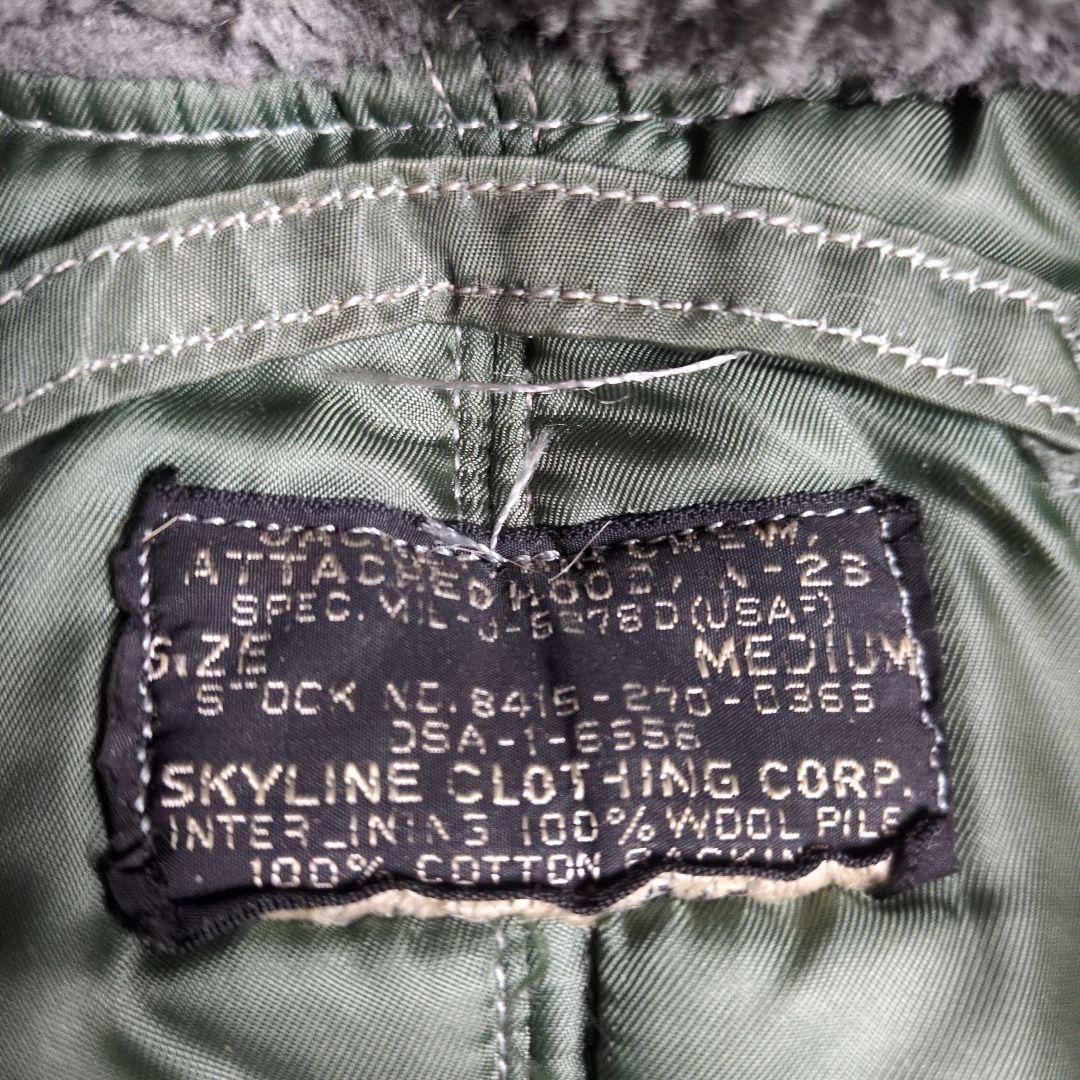 ATTACHED HOOD, N-2B
SPEC. MIL-J-6278D (USAF)
SIZE MEDIUM
STOCK NO. 8415-270-0365
DSA-1-6556
SKYLINE CLOTHING CORP.
INTERLINING 100% WOOL PILE
100% COTTON BACKING